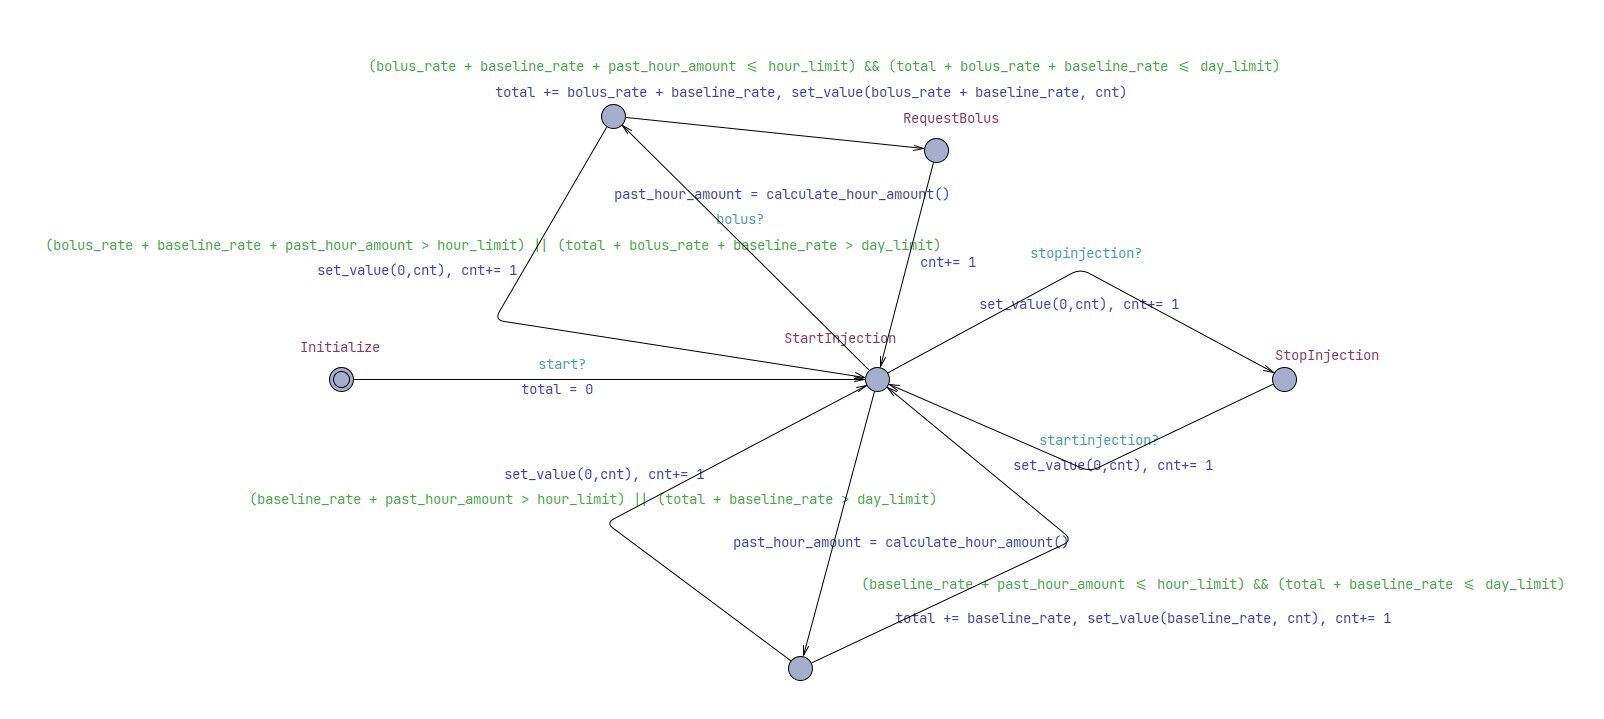 (bolus_rate + baseline_rate + past_hour_amount ⩽ hour_limit) && (total + bolus_rate + baseline_rate ⩽ day_limit)
total += bolus_rate + baseline_rate, set_value(bolus_rate + baseline_rate, cnt)
RequestBolus
past_hour_amount = calculate_hour_amount()
bolus?
(bolus_rate + baseline_rate + past_hour_amount > hour_limit) || (total + bolus_rate + baseline_rate > day_limit)
set_value(0,cnt), cnt+= 1
cnt+= 1
stopinjection?
set_value(0,cnt), cnt+= 1
StartInjection
Initialize
StopInjection
start?
total = 0
startinjection?
set_value(0,cnt), cnt+= 1
set_value(0,cnt), cnt+= 1
(baseline_rate + past_hour_amount > hour_limit) || (total + baseline_rate > day_limit)
past_hour_amount = calculate_hour_amount()
(baseline_rate + past_hour_amount ⩽ hour_limit) && (total + baseline_rate ⩽ day_limit)
total += baseline_rate, set_value(baseline_rate, cnt), cnt+= 1